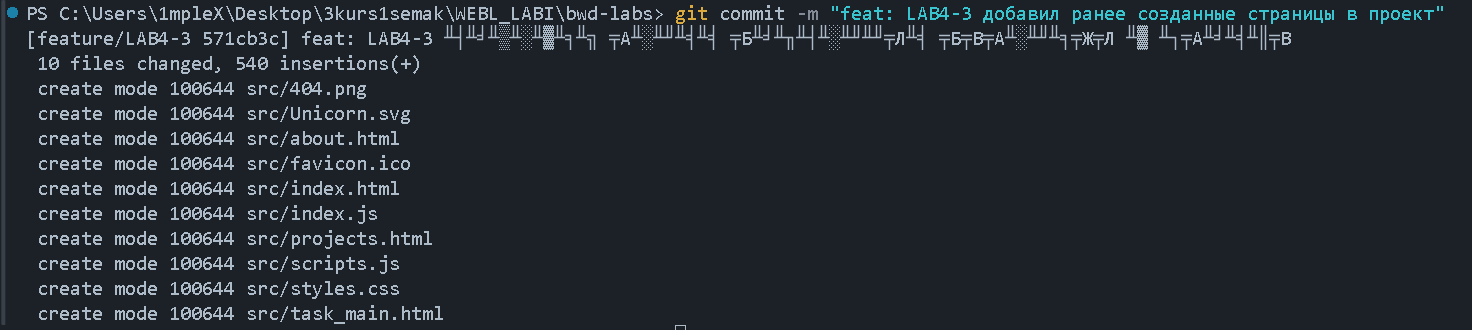 PS C:\Users\1mpleX\Desktop\3kurs1semak\WEBL_LABI\bwd-labs> git commit -m "feat: LAB4-3 добавил ранее созданные страницы в проект"
[feature/LAB4-3 571cb3c] feat: LAB4-3
10 files changed, 540 insertions(+)
create mode 100644 src/404.png
create mode 100644 src/Unicorn.svg
create mode 100644 src/about.html
create mode 100644 src/favicon.ico
create mode 100644 src/index.html
create mode 100644 src/index.js
create mode 100644 src/projects.html
create mode 100644 src/scripts.js
create mode 100644 src/styles.css
create mode 100644 src/task_main.html